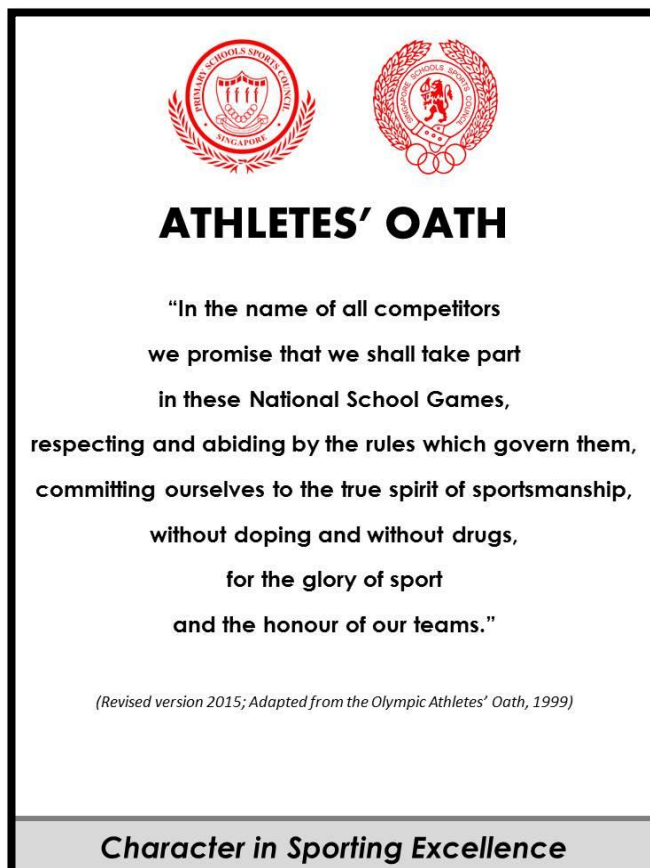 PRIMARY SCHOOLS SPORTS COUNCIL
SINGAPORE
SINGAPORE SCHOOLS SPORTS COUNCIL
ATHLETES’ OATH
“In the name of all competitors
we promise that we shall take part
in these National School Games,
respecting and abiding by the rules which govern them,
committing ourselves to the true spirit of sportsmanship,
without doping and without drugs,
for the glory of sport
and the honour of our teams.”
(Revised version 2015; Adapted from the Olympic Athletes’ Oath, 1999)
Character in Sporting Excellence